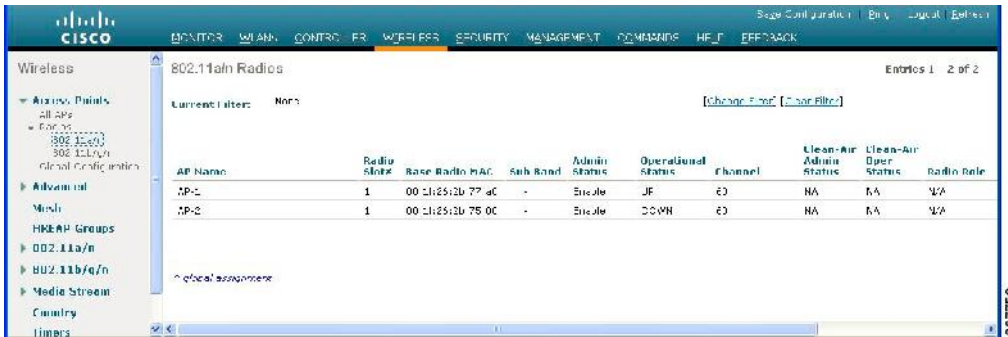 Save Configuration Ping Logout Refresh
CISCO
MONITOR WLANs CONTROLLER WIRELESS SECURITY MANAGEMENT COMMANDS HELP FEEDBACK
Wireless
802.11a/n Radios
Entries 1 - 2 of 2
Access Points
All APs
Radios
802.11a/n
802.11b/g/n
Global Configuration
Advanced
Mesh
HREAP Groups
802.11a/n
802.11b/g/n
Media Stream
Country
Timers
Current Filter: None
[Change Filter] [Clear Filter]
AP Name Radio Slot# Base Radio MAC Sub Band Admin Status Operational Status Channel Clean-Air Admin Status Clean-Air Oper Status Radio Role
AP-1 1 - Enable UP NA NA N/A
AP-2 1 - Enable DOWN NA NA N/A
* global assignment